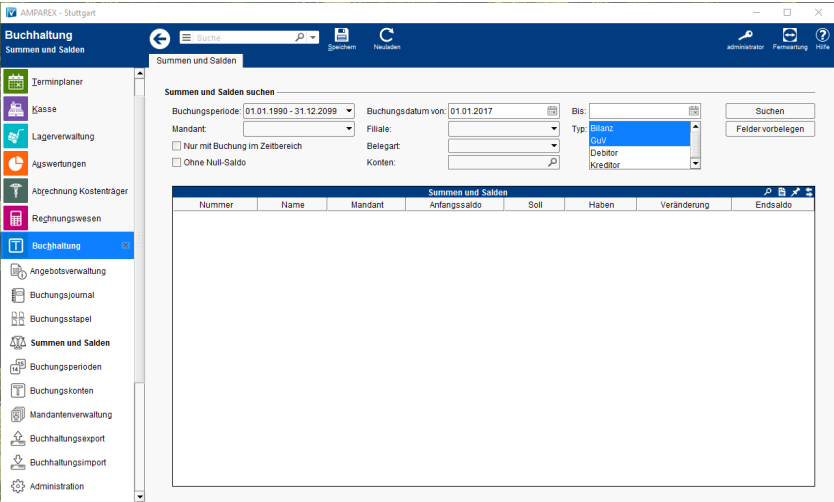 AMPAREX - Stuttgart
Buchhaltung
Summen und Salden
Suche
Speichern
Neuladen
administrator
Fernwartung
Hilfe
Summen und Salden
Terminplaner
Kasse
Lagerverwaltung
Auswertungen
Abrechnung Kostenträger
Rechnungswesen
Buchhaltung
Angebotsverwaltung
Buchungsjournal
Buchungsstapel
Summen und Salden
Buchungsperioden
Buchungskonten
Mandantenverwaltung
Buchhaltungsexport
Buchhaltungsimport
Administration
Summen und Salden suchen
Buchungsperiode: 01.01.1990 - 31.12.2099 Buchungsdatum von: 01.01.2017 Bis: Suchen
Mandant: Filiale: Typ: Bilanz Felder vorbelegen
GuV
Nur mit Buchung im Zeitbereich Belegart: Debitor
Ohne Null-Saldo Konten: Kreditor
Summen und Salden
Nummer Name Mandant Anfangssaldo Soll Haben Veränderung Endsaldo